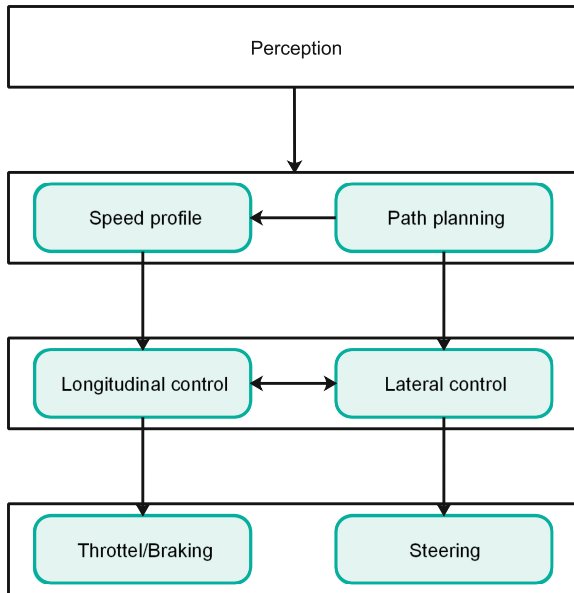 Perception
Speed profile
Path planning
Longitudinal control
Lateral control
Throttel/Braking
Steering